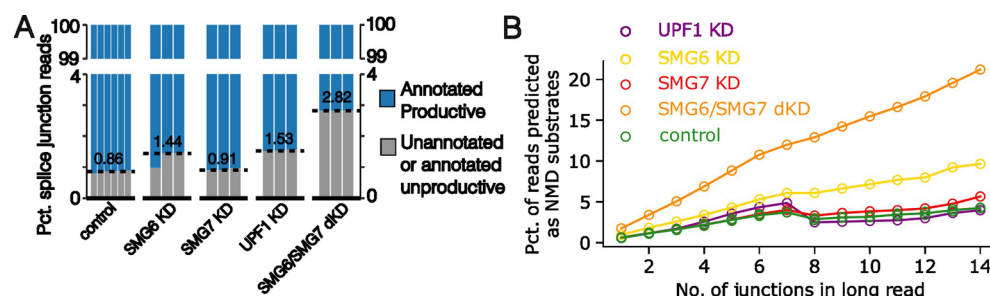 A
Pct. splice junction reads
100
99
4
0
100
99
4
0
0.86
1.44
0.91
1.53
2.82
control
SMG6 KD
SMG7 KD
UPF1 KD
SMG6/SMG7 dKD
Annotated
Productive
Unannotated
or annotated
unproductive
B
Pct. of reads predicted
as NMD substrates
20
15
10
5
0
UPF1 KD
SMG6 KD
SMG7 KD
SMG6/SMG7 dKD
control
2 4 6 8 10 12 14
No. of junctions in long read